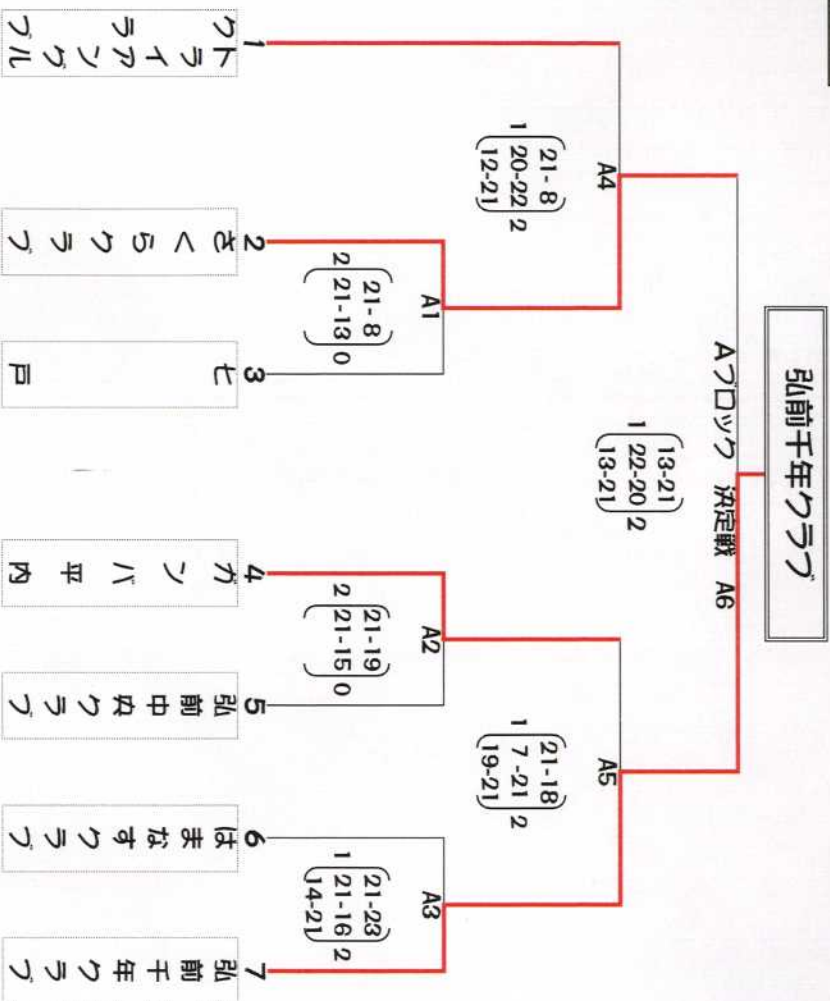 弘前千年クラブ
Aブロック 決定戦 A6
13-21
1 22-20 2
13-21
A4
21-8
1 20-22 2
12-21
A5
21-18
1 7-21 2
19-21
A1
21-8
2 21-13 0
A2
21-19
2 21-15 0
A3
21-23
1 21-16 2
14-21
1
トライアングル
クラブ
2
さくらクラブ
3
七戸
4
ガンバ平内
5
弘前中央クラブ
6
はまなすクラブ
7
弘前千年クラブ